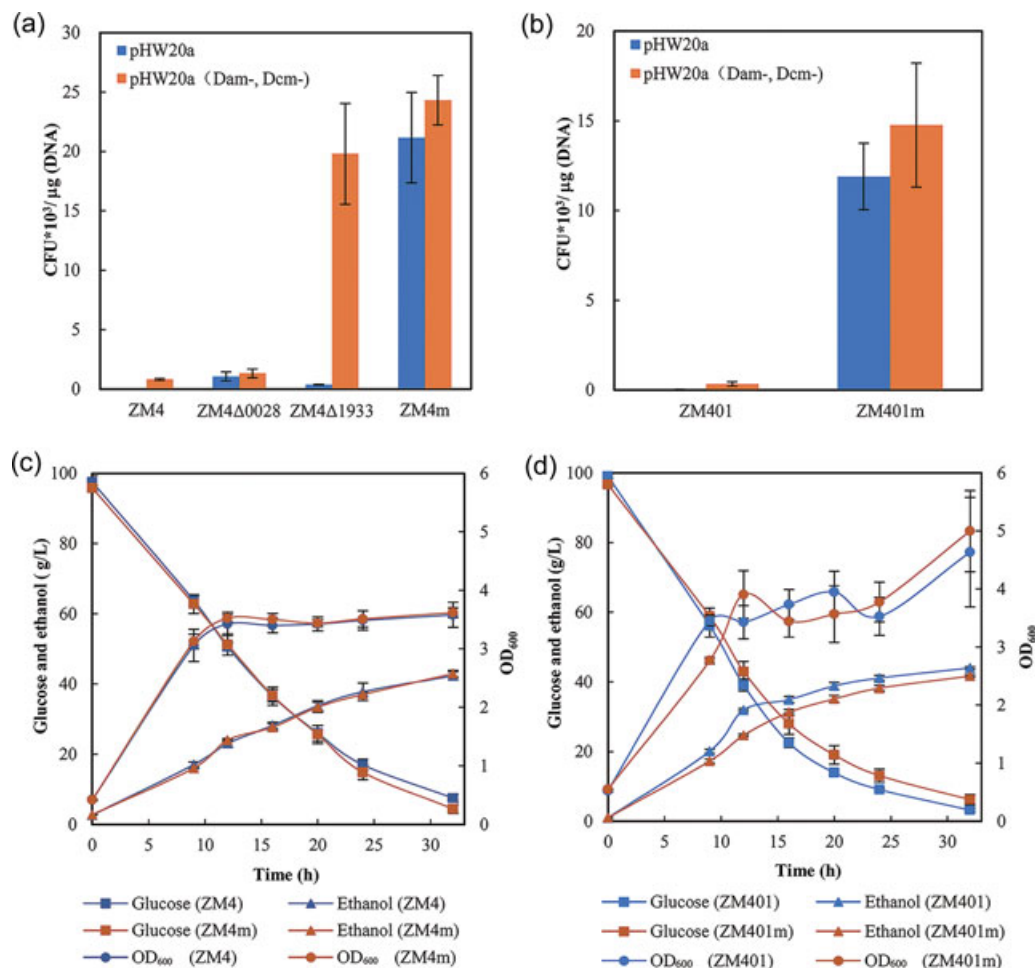 (a)
30
25
20
15
10
5
0
CFU*10³/ μg (DNA)
pHW20a
pHW20a（Dam-, Dcm-)
ZM4 ZM4Δ0028 ZM4Δ1933 ZM4m
(b)
20
15
10
5
0
CFU*10³/ μg (DNA)
pHW20a
pHW20a（Dam-, Dcm-)
ZM401 ZM401m
(c)
100
80
60
40
20
0
Glucose and ethanol ( g/L)
6
5
4
3
2
1
0
OD₆₀₀
0 5 10 15 20 25 30
Time (h)
Glucose (ZM4) Ethanol (ZM4)
Glucose (ZM4m) Ethanol (ZM4m)
OD₆₀₀ (ZM4) OD₆₀₀ (ZM4m)
(d)
100
80
60
40
20
0
Glucose and ethanol (g/L)
6
5
4
3
2
1
0
OD₆₀₀
0 5 10 15 20 25 30
Time (h)
Glucose (ZM401) Ethanol (ZM401)
Glucose (ZM401m) Ethanol (ZM401m)
OD₆₀₀ (ZM401) OD₆₀₀ (ZM401m)